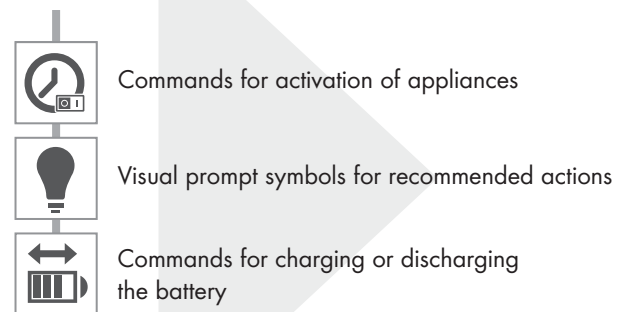 Commands for activation of appliances
Visual prompt symbols for recommended actions
Commands for charging or discharging
the battery